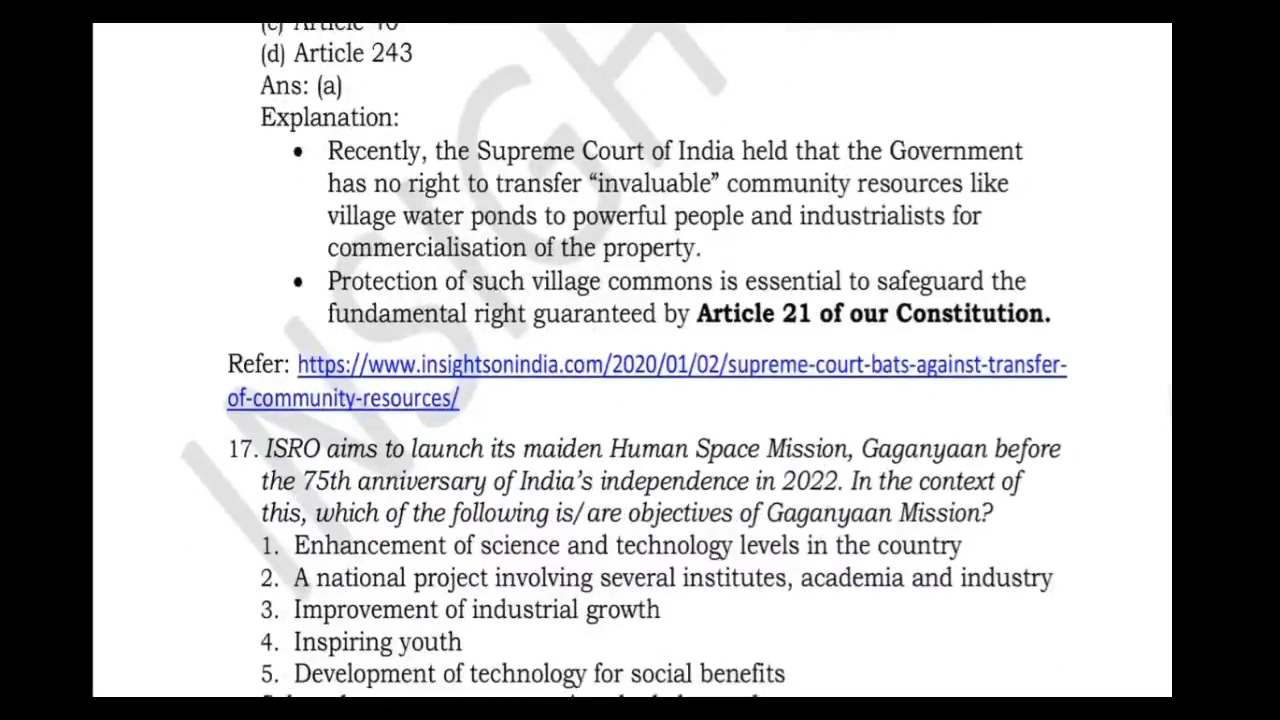 (c) Article 40
(d) Article 243
Ans: (a)
Explanation:
• Recently, the Supreme Court of India held that the Government
has no right to transfer “invaluable” community resources like
village water ponds to powerful people and industrialists for
commercialisation of the property.
• Protection of such village commons is essential to safeguard the
fundamental right guaranteed by Article 21 of our Constitution.
Refer: https://www.insightsonindia.com/2020/01/02/supreme-court-bats-against-transfer-
of-community-resources/
17. ISRO aims to launch its maiden Human Space Mission, Gaganyaan before
the 75th anniversary of India’s independence in 2022. In the context of
this, which of the following is/are objectives of Gaganyaan Mission?
1. Enhancement of science and technology levels in the country
2. A national project involving several institutes, academia and industry
3. Improvement of industrial growth
4. Inspiring youth
5. Development of technology for social benefits
INSIGH